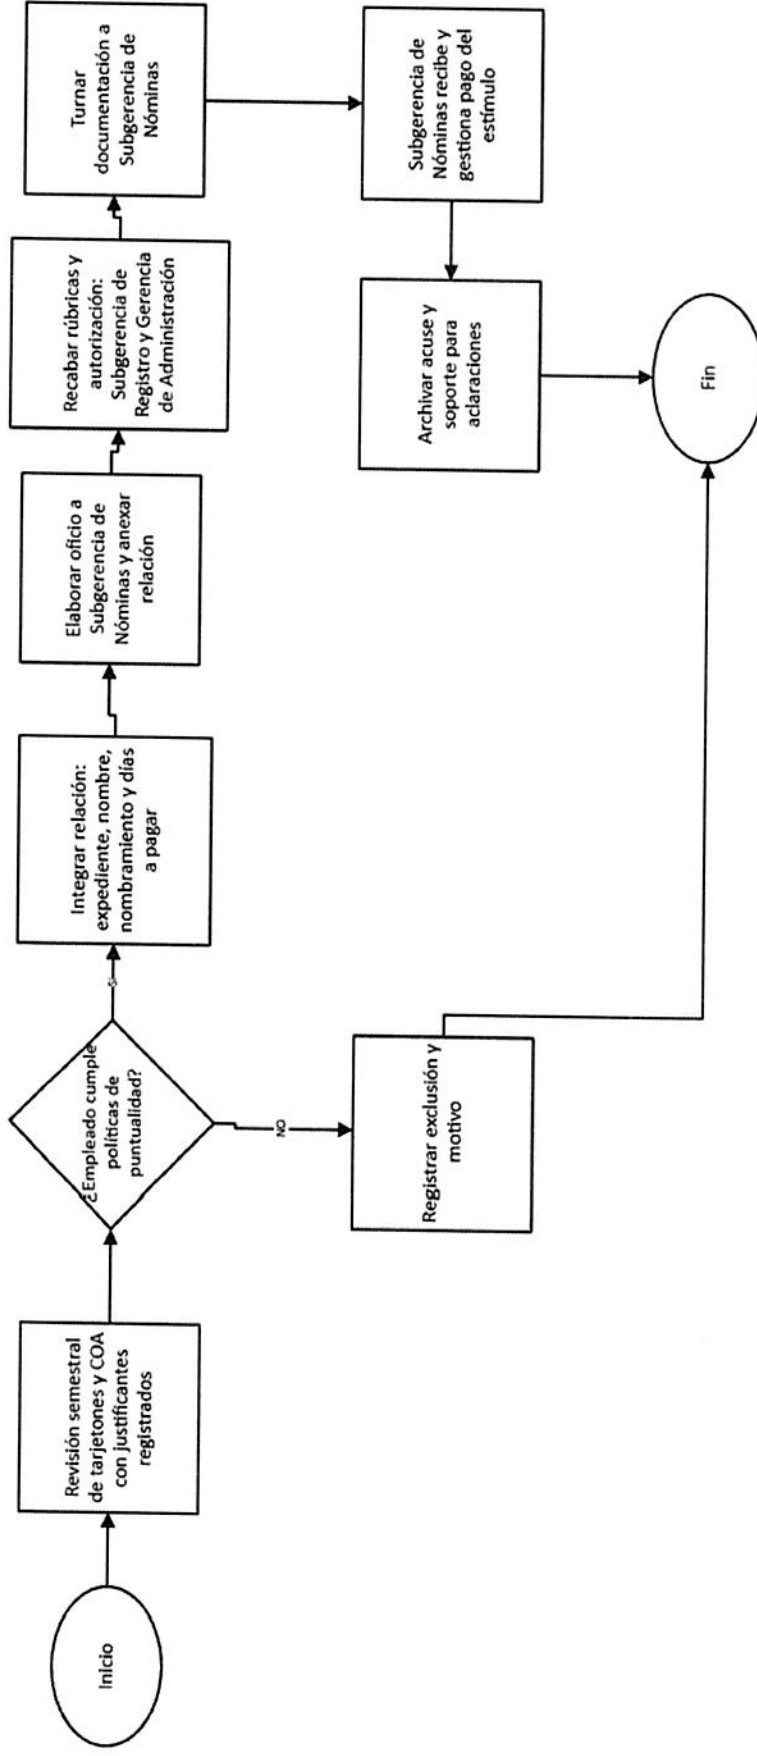 Inicio
Revisión semestral
de tarjetones y COA
con justificantes
registrados
¿Empleado cumple
políticas de
puntualidad?
SI
Integrar relación:
expediente, nombre,
nombramiento y días
a pagar
Elaborar oficio a
Subgerencia de
Nóminas y anexar
relación
Recabar rúbricas y
autorización:
Subgerencia de
Registro y Gerencia
de Administración
Turnar
documentación a
Subgerencia de
Nóminas
Subgerencia de
Nóminas recibe y
gestiona pago del
estímulo
Archivar acuse y
soporte para
aclaraciones
NO
Registrar exclusión y
motivo
Fin